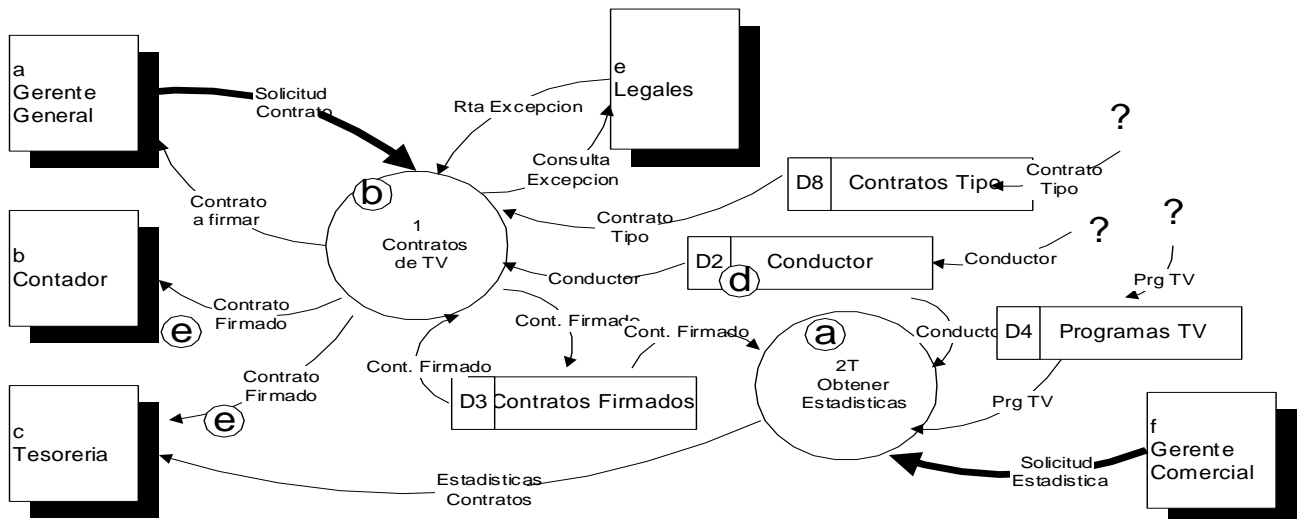 a
Gerente
General
Solicitud
Contrato
e
Legales
Rta Excepcion
Consulta
Excepcion
?
D8 Contratos Tipo
Contrato
Tipo
Contrato
a firmar
b
1
Contratos
de TV
Contrato
Tipo
?
?
b
Contador
Conductor
D2 Conductor
d
Conductor
Prg TV
Contrato
Firmado
e
Cont. Firmado
Cont. Firmado
a
Conducto
D4 Programas TV
Cont. Firmado
2T
Obtener
Estadisticas
Contrato
Firmado
e
D3 Contratos Firmados
Prg TV
c
Tesoreria
f
Gerente
Comercial
Solicitud
Estadistica
Estadisticas
Contratos